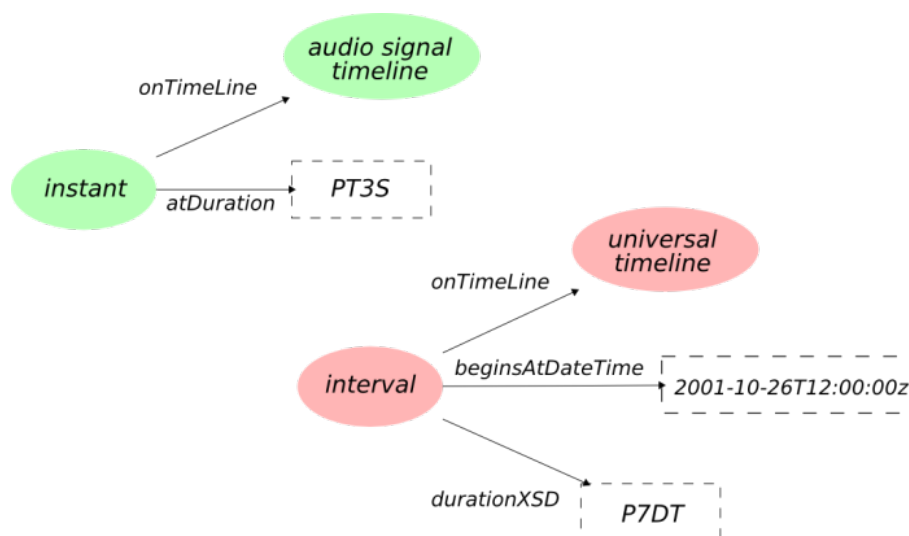 audio signal
timeline
onTimeLine
instant
atDuration
PT3S
universal
timeline
onTimeLine
interval
beginsAtDateTime
2001-10-26T12:00:00z
durationXSD
P7DT